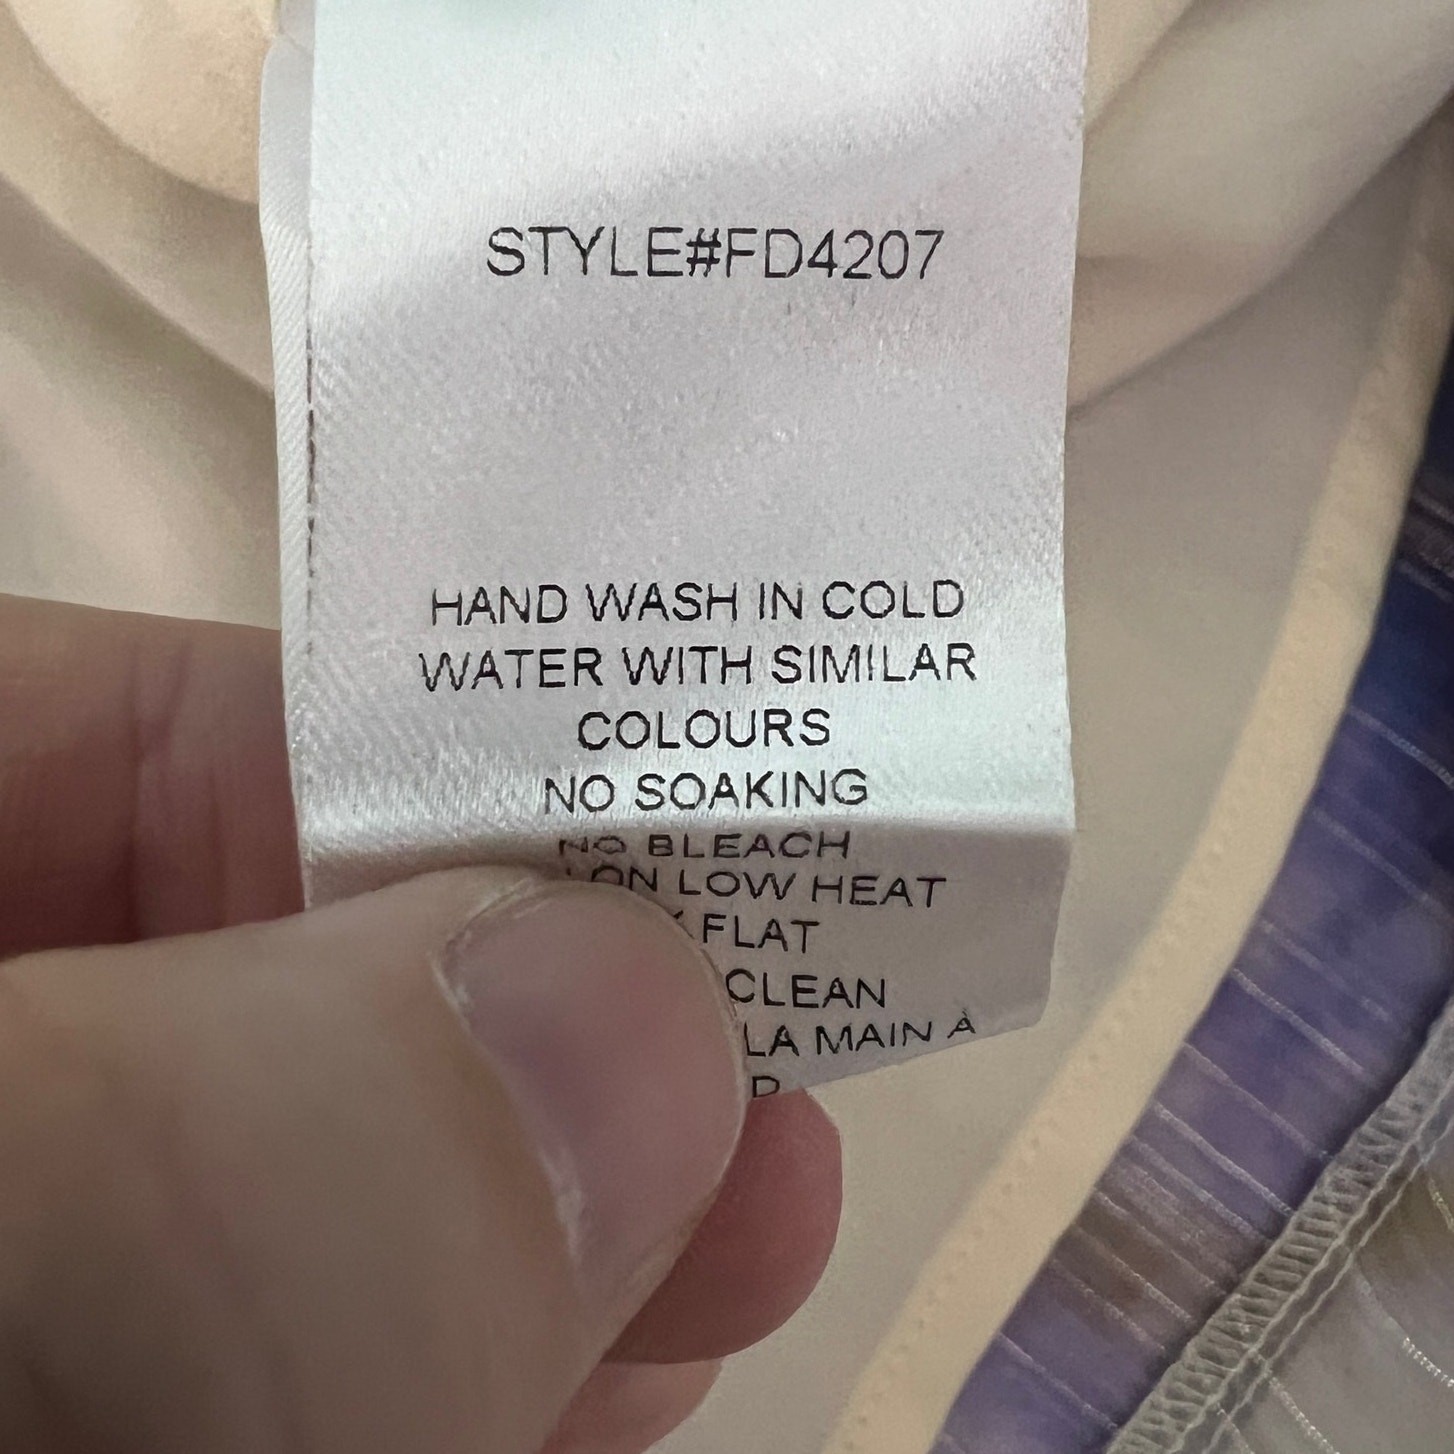 STYLE#FD4207
HAND WASH IN COLD
WATER WITH SIMILAR
COLOURS
NO SOAKING
NO BLEACH
ON LOW HEAT
FLAT
CLEAN
LA MAIN À